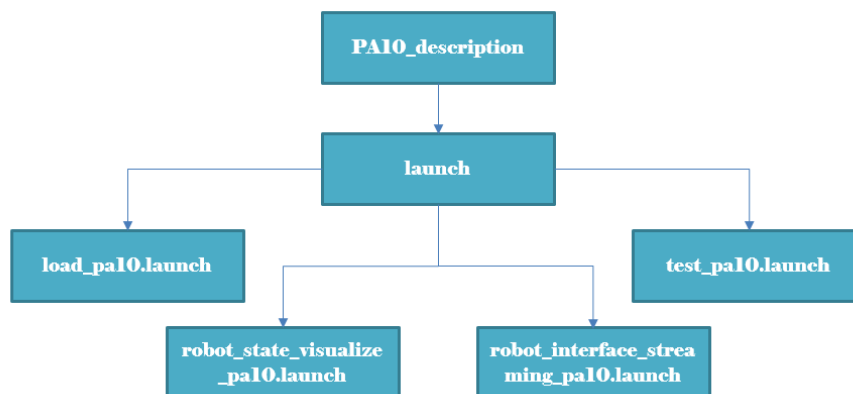 PA10_description
launch
load_pa10.launch
test_pa10.launch
robot_state_visualize
_pa10.launch
robot_interface_strea
ming_pa10.launch